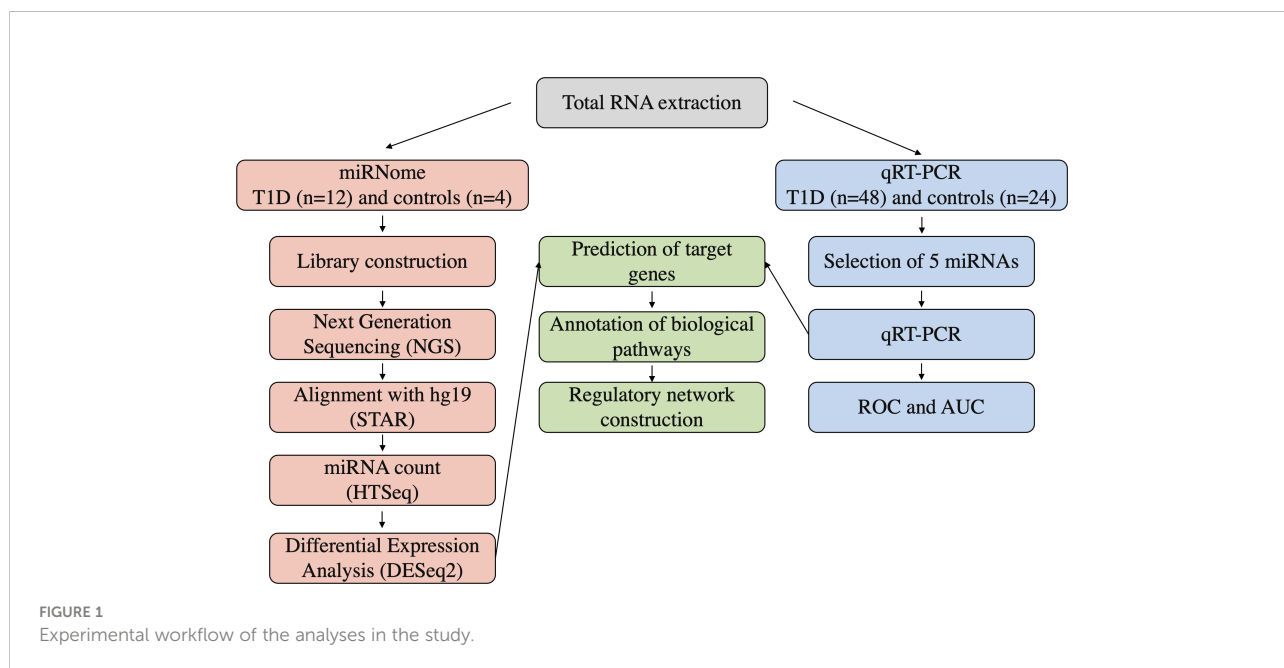 Total RNA extraction
miRNome
T1D (n=12) and controls (n=4)
Library construction
Next Generation
Sequencing (NGS)
Alignment with hg19
(STAR)
miRNA count
(HTSeq)
Differential Expression
Analysis (DESeq2)
Prediction of target
genes
Annotation of biological
pathways
Regulatory network
construction
qRT-PCR
T1D (n=48) and controls (n=24)
Selection of 5 miRNAs
qRT-PCR
ROC and AUC
FIGURE 1
Experimental workflow of the analyses in the study.